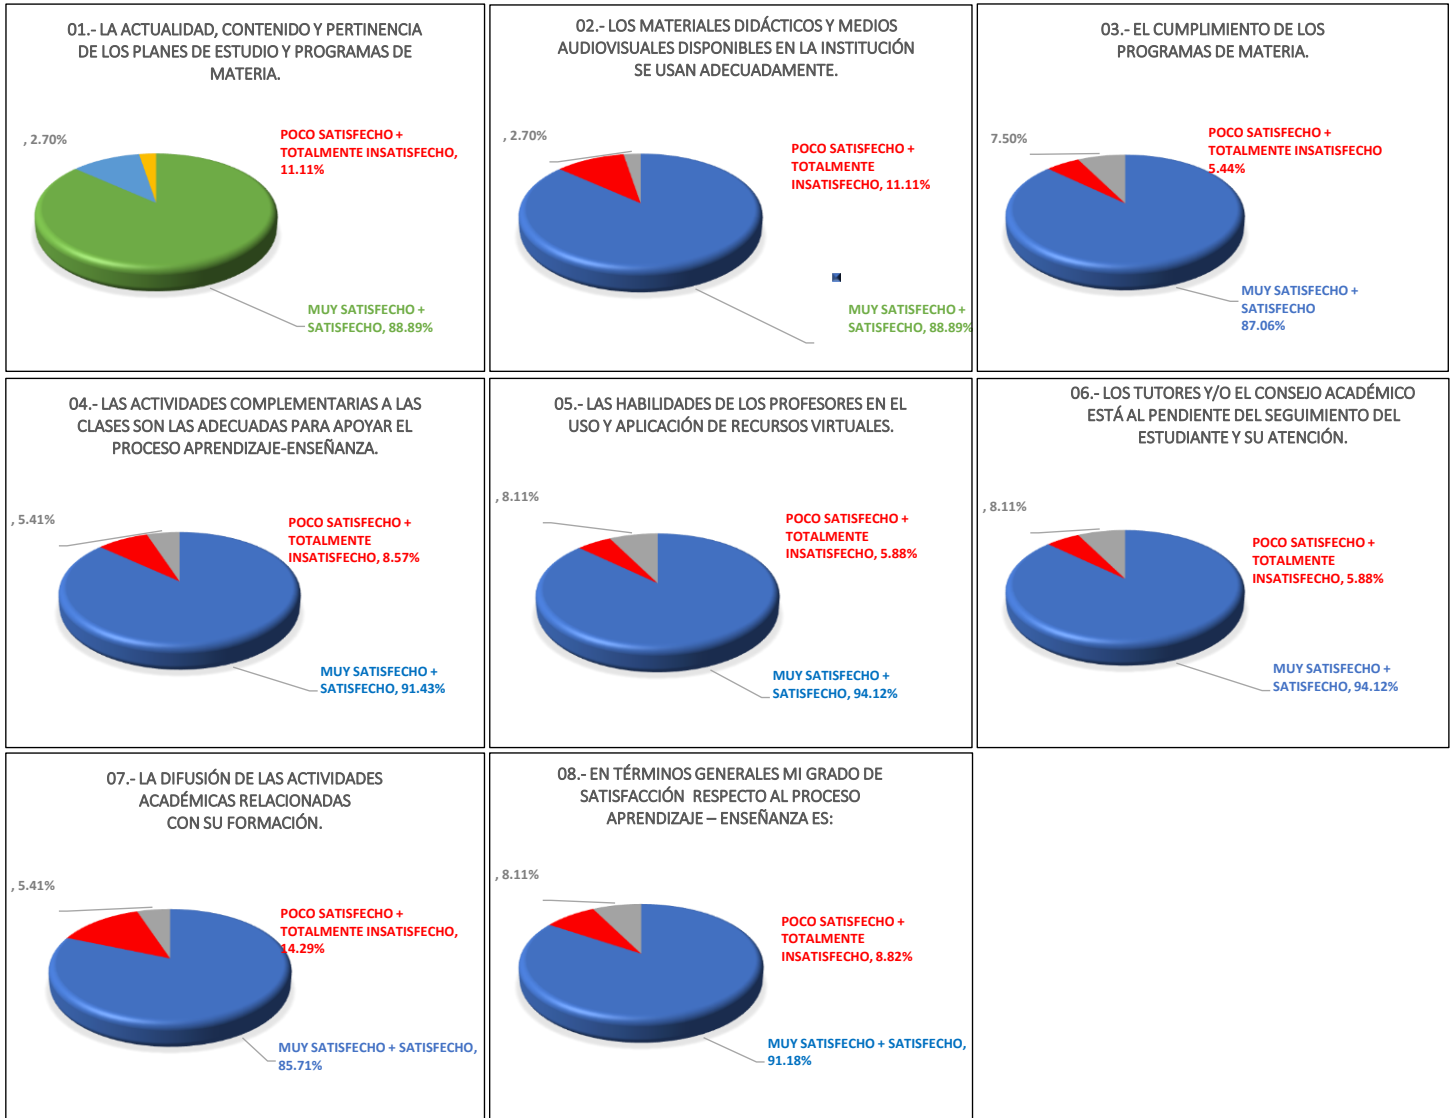 01.- LA ACTUALIDAD, CONTENIDO Y PERTINENCIA
DE LOS PLANES DE ESTUDIO Y PROGRAMAS DE
MATERIA.
, 2.70%
POCO SATISFECHO +
TOTALMENTE INSATISFECHO,
11.11%
MUY SATISFECHO +
SATISFECHO, 88.89%
02.- LOS MATERIALES DIDÁCTICOS Y MEDIOS
AUDIOVISUALES DISPONIBLES EN LA INSTITUCIÓN
SE USAN ADECUADAMENTE.
, 2.70%
POCO SATISFECHO +
TOTALMENTE
INSATISFECHO, 11.11%
MUY SATISFECHO +
SATISFECHO, 88.89%
03.- EL CUMPLIMIENTO DE LOS
PROGRAMAS DE MATERIA.
7.50%
POCO SATISFECHO +
TOTALMENTE INSATISFECHO
5.44%
MUY SATISFECHO +
SATISFECHO
87.06%
04.- LAS ACTIVIDADES COMPLEMENTARIAS A LAS
CLASES SON LAS ADECUADAS PARA APOYAR EL
PROCESO APRENDIZAJE-ENSEÑANZA.
, 5.41%
POCO SATISFECHO +
TOTALMENTE
INSATISFECHO, 8.57%
MUY SATISFECHO +
SATISFECHO, 91.43%
05.- LAS HABILIDADES DE LOS PROFESORES EN EL
USO Y APLICACIÓN DE RECURSOS VIRTUALES.
, 8.11%
POCO SATISFECHO +
TOTALMENTE
INSATISFECHO, 5.88%
MUY SATISFECHO +
SATISFECHO, 94.12%
06.- LOS TUTORES Y/O EL CONSEJO ACADÉMICO
ESTÁ AL PENDIENTE DEL SEGUIMIENTO DEL
ESTUDIANTE Y SU ATENCIÓN.
, 8.11%
POCO SATISFECHO +
TOTALMENTE
INSATISFECHO, 5.88%
MUY SATISFECHO +
SATISFECHO, 94.12%
07.- LA DIFUSIÓN DE LAS ACTIVIDADES
ACADÉMICAS RELACIONADAS
CON SU FORMACIÓN.
, 5.41%
POCO SATISFECHO +
TOTALMENTE INSATISFECHO,
14.29%
MUY SATISFECHO + SATISFECHO,
85.71%
08.- EN TÉRMINOS GENERALES MI GRADO DE
SATISFACCIÓN RESPECTO AL PROCESO
APRENDIZAJE – ENSEÑANZA ES:
, 8.11%
POCO SATISFECHO +
TOTALMENTE
INSATISFECHO, 8.82%
MUY SATISFECHO + SATISFECHO,
91.18%